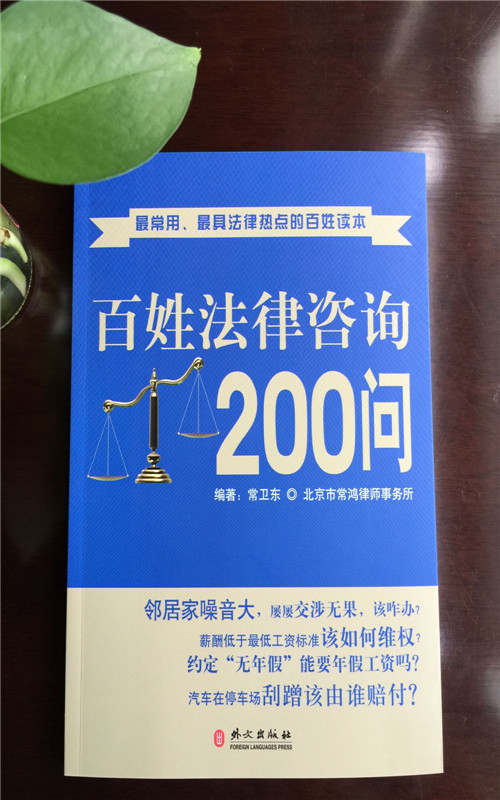 最常用、最具法律热点的百姓读本
百姓法律咨询
200问
编著：常卫东 ◎ 北京市常鸿律师事务所
邻居家噪音大，屡屡交涉无果，该咋办？
薪酬低于最低工资标准该如何维权？
约定“无年假”能要年假工资吗？
汽车在停车场刮蹭该由谁赔付？
外文出版社
FOREIGN LANGUAGES PRESS